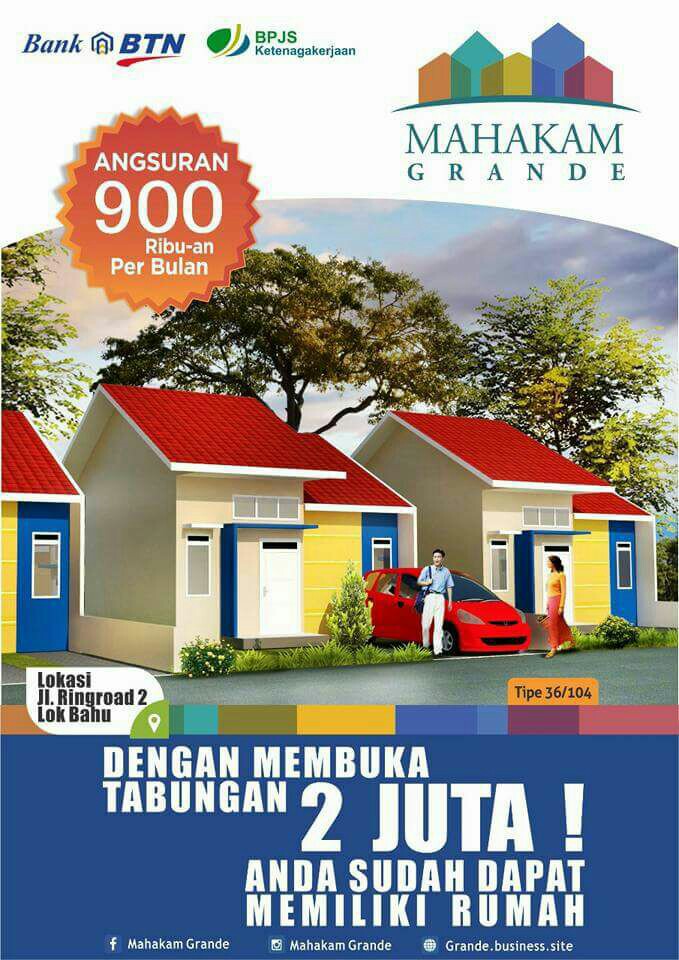 Bank BTN
BPJS
Ketenagakerjaan
MAHAKAM
GRANDE
ANGSURAN
900
Ribu-an
Per Bulan
Lokasi
Jl. Ringroad 2
Lok Bahu
Tipe 36/104
DENGAN MEMBUKA
TABUNGAN 2 JUTA !
ANDA SUDAH DAPAT
MEMILIKI RUMAH
Mahakam Grande
Mahakam Grande
Grande.business.site